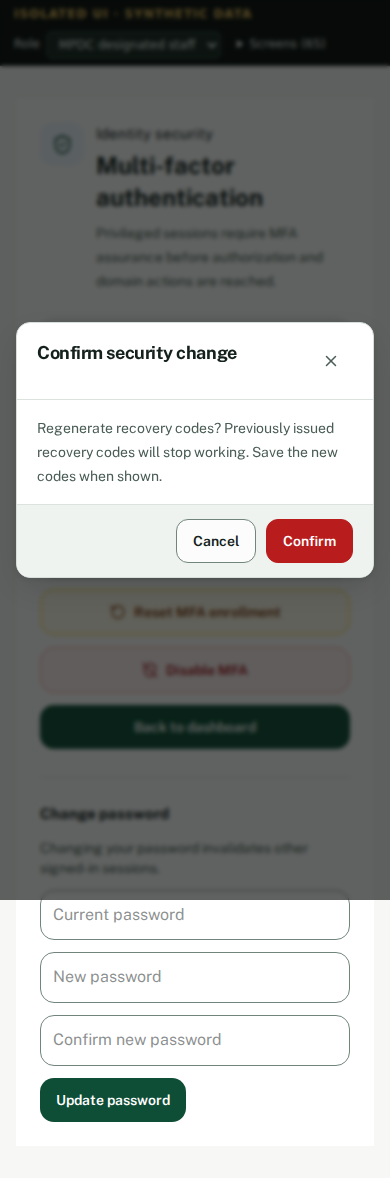 ISOLATED UI · SYNTHETIC DATA
Role MPDC designated staff Screens (65)
Identity security
Multi-factor
authentication
Privileged sessions require MFA
assurance before authorization and
domain actions are reached.
Confirm security change
Regenerate recovery codes? Previously issued
recovery codes will stop working. Save the new
codes when shown.
Cancel Confirm
Reset MFA enrollment
Disable MFA
Back to dashboard
Change password
Changing your password invalidates other
signed-in sessions.
Current password
New password
Confirm new password
Update password